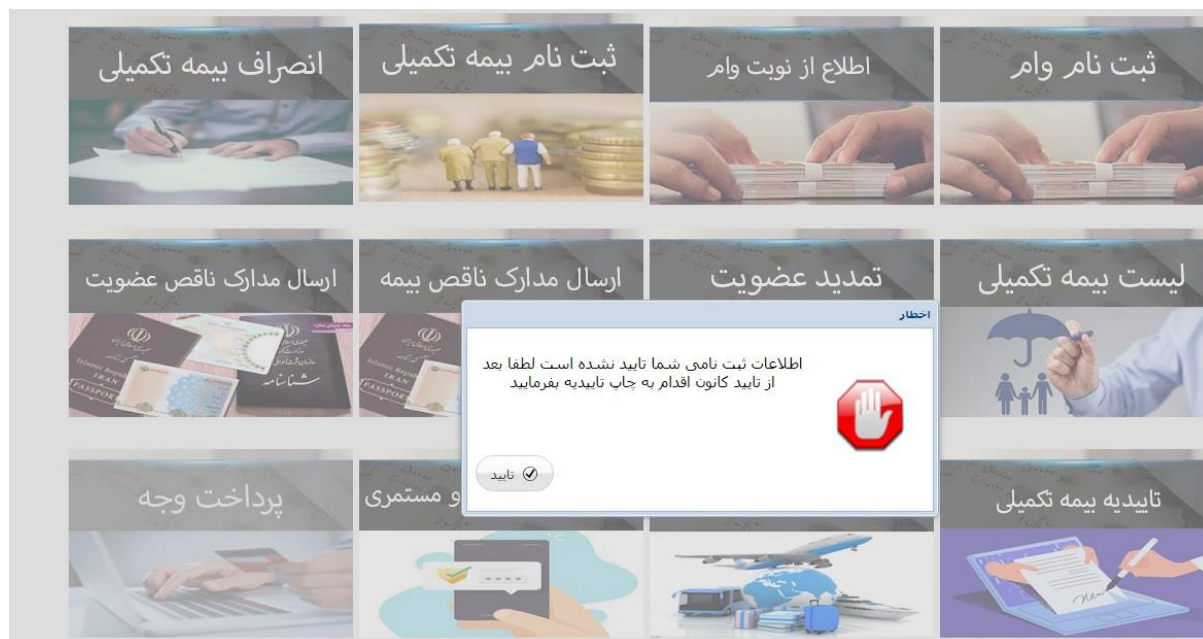 ثبت نام وام
اطلاع از نوبت وام
ثبت نام بیمه تکمیلی
انصراف بیمه تکمیلی
لیست بیمه تکمیلی
تمدید عضویت
ارسال مدارک ناقص بیمه
ارسال مدارک ناقص عضویت
شناسنامه
اخطار
اطلاعات ثبت نامی شما تایید نشده است لطفا بعد
از تایید کانون اقدام به چاپ تاییدیه بفرمایید
تایید
تاییدیه بیمه تکمیلی
و مستمری
پرداخت وجه